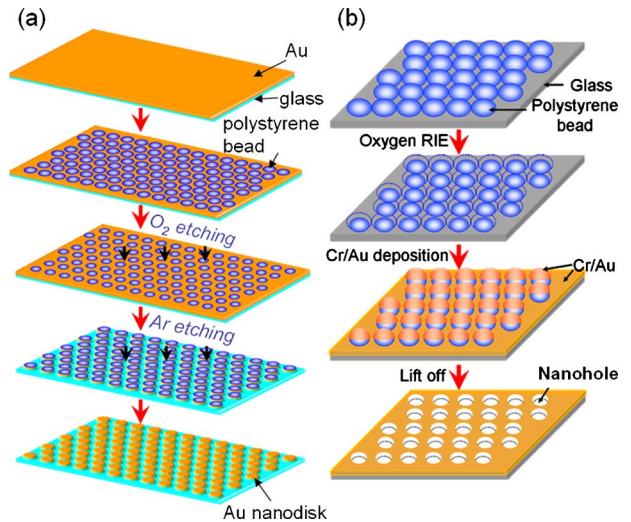 (a)
Au
glass
polystyrene
bead
O2 etching
Ar etching
Au nanodisk
(b)
Glass
Polystyrene
bead
Oxygen RIE
Cr/Au deposition
Cr/Au
Lift off
Nanohole